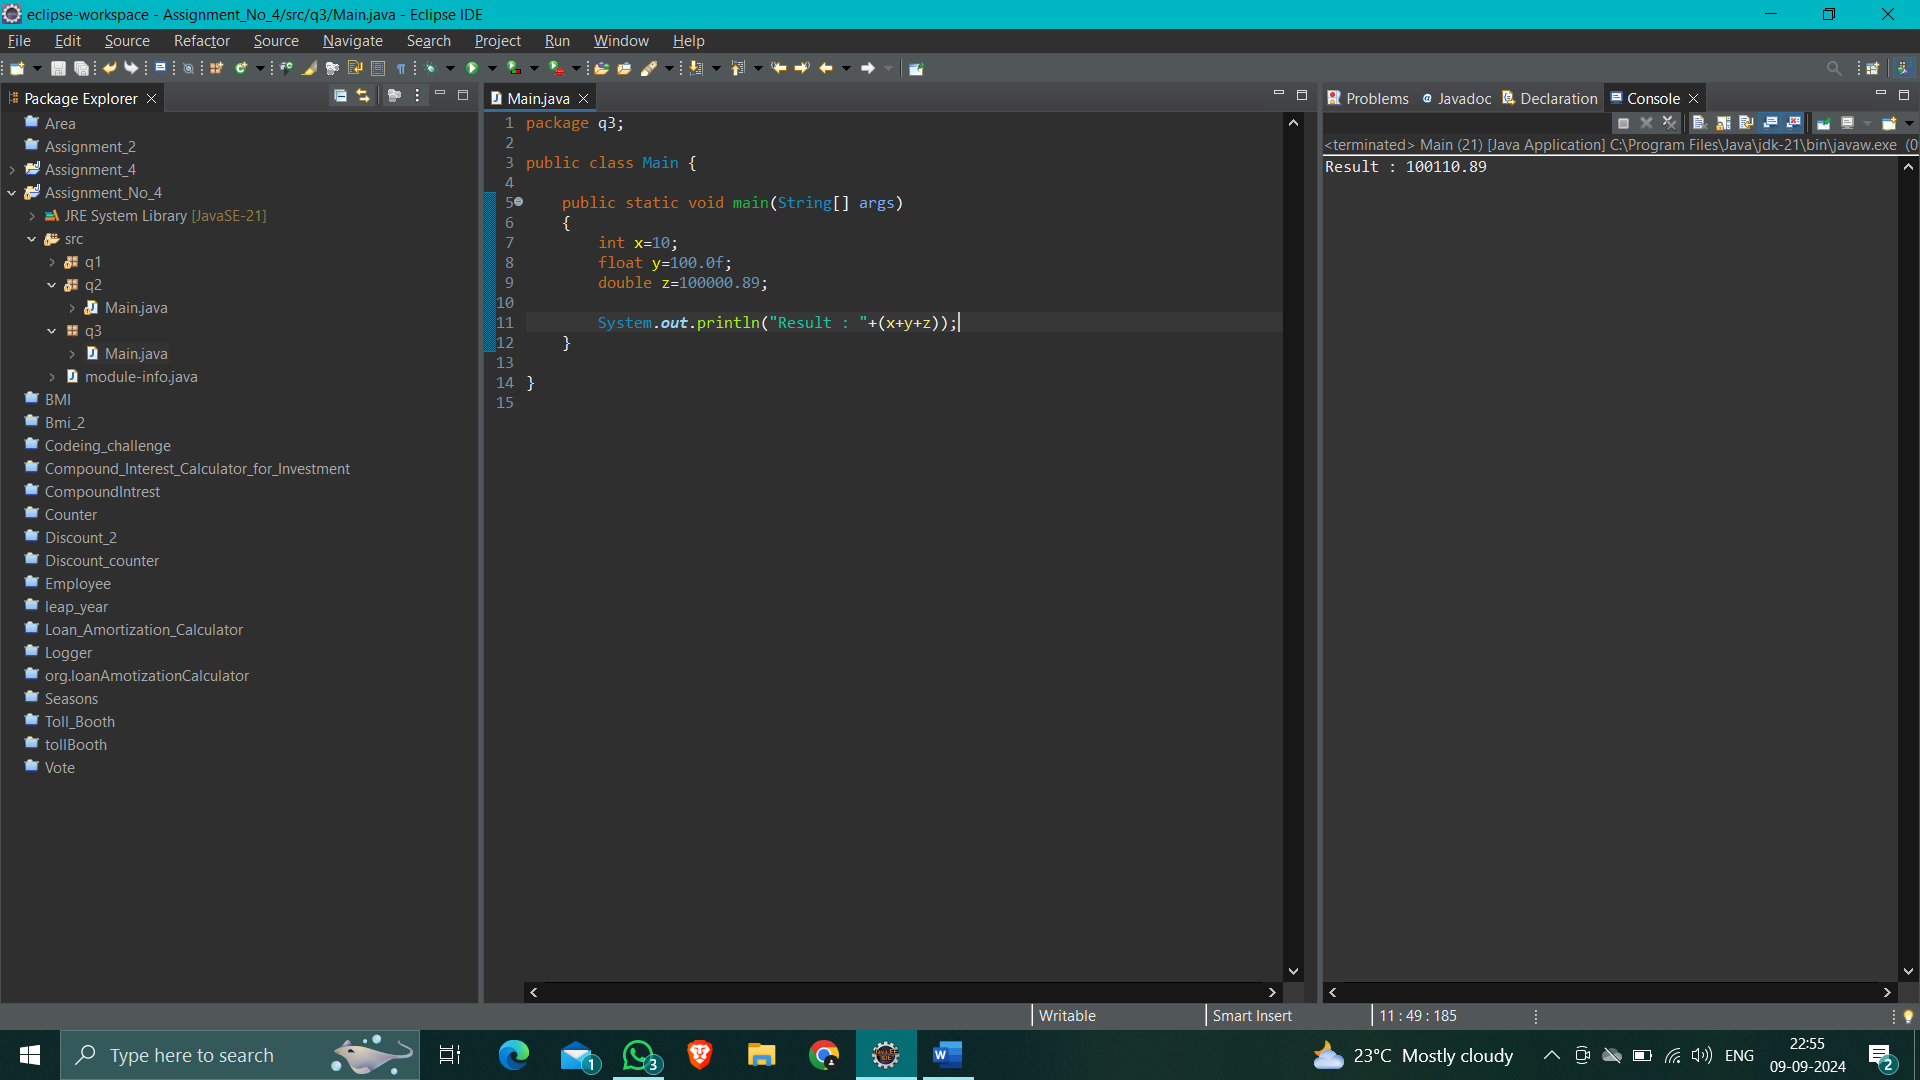 eclipse-workspace - Assignment_No_4/src/q3/Main.java - Eclipse IDE
File Edit Source Refactor Source Navigate Search Project Run Window Help
Package Explorer
Area
Assignment_2
Assignment_4
Assignment_No_4
JRE System Library [JavaSE-21]
src
q1
q2
Main.java
q3
Main.java
module-info.java
BMI
Bmi_2
Codeing_challenge
Compound_Interest_Calculator_for_Investment
CompoundIntrest
Counter
Discount_2
Discount_counter
Employee
leap_year
Loan_Amortization_Calculator
Logger
org.loanAmotizationCalculator
Seasons
Toll_Booth
tollBooth
Vote
Main.java
1 package q3;
2
3 public class Main {
4
5 public static void main(String[] args)
6 {
7 int x=10;
8 float y=100.0f;
9 double z=100000.89;
10
11 System.out.println("Result : "+(x+y+z));
12 }
13
14 }
15
Problems Javadoc Declaration Console
<terminated> Main (21) [Java Application] C:\Program Files\Java\jdk-21\bin\javaw.exe (0
Result : 100110.89
Writable Smart Insert 11 : 49 : 185
Type here to search
1
3
23°C Mostly cloudy
ENG
22:55
09-09-2024
2